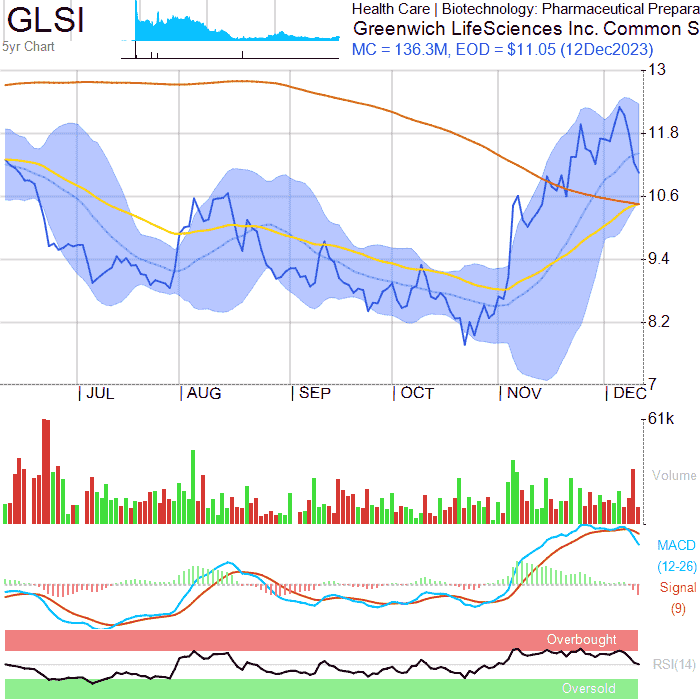 GLSI
5yr Chart
Health Care | Biotechnology: Pharmaceutical Prepara
Greenwich LifeSciences Inc. Common S
MC = 136.3M, EOD = $11.05 (12Dec2023)
13
11.8
10.6
9.4
8.2
7
JUL AUG SEP OCT NOV DEC
61k
Volume
MACD
(12-26)
Signal
(9)
Overbought
RSI(14)
Oversold